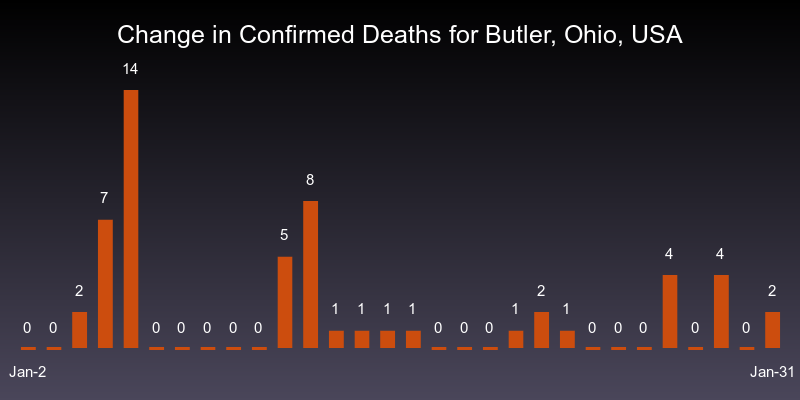 Change in Confirmed Deaths for Butler, Ohio, USA
14
8
7
5
4 4
2 2 2
1 1 1 1 1 1
0 0 0 0 0 0 0 0 0 0 0 0 0 0 0
Jan-2 Jan-31